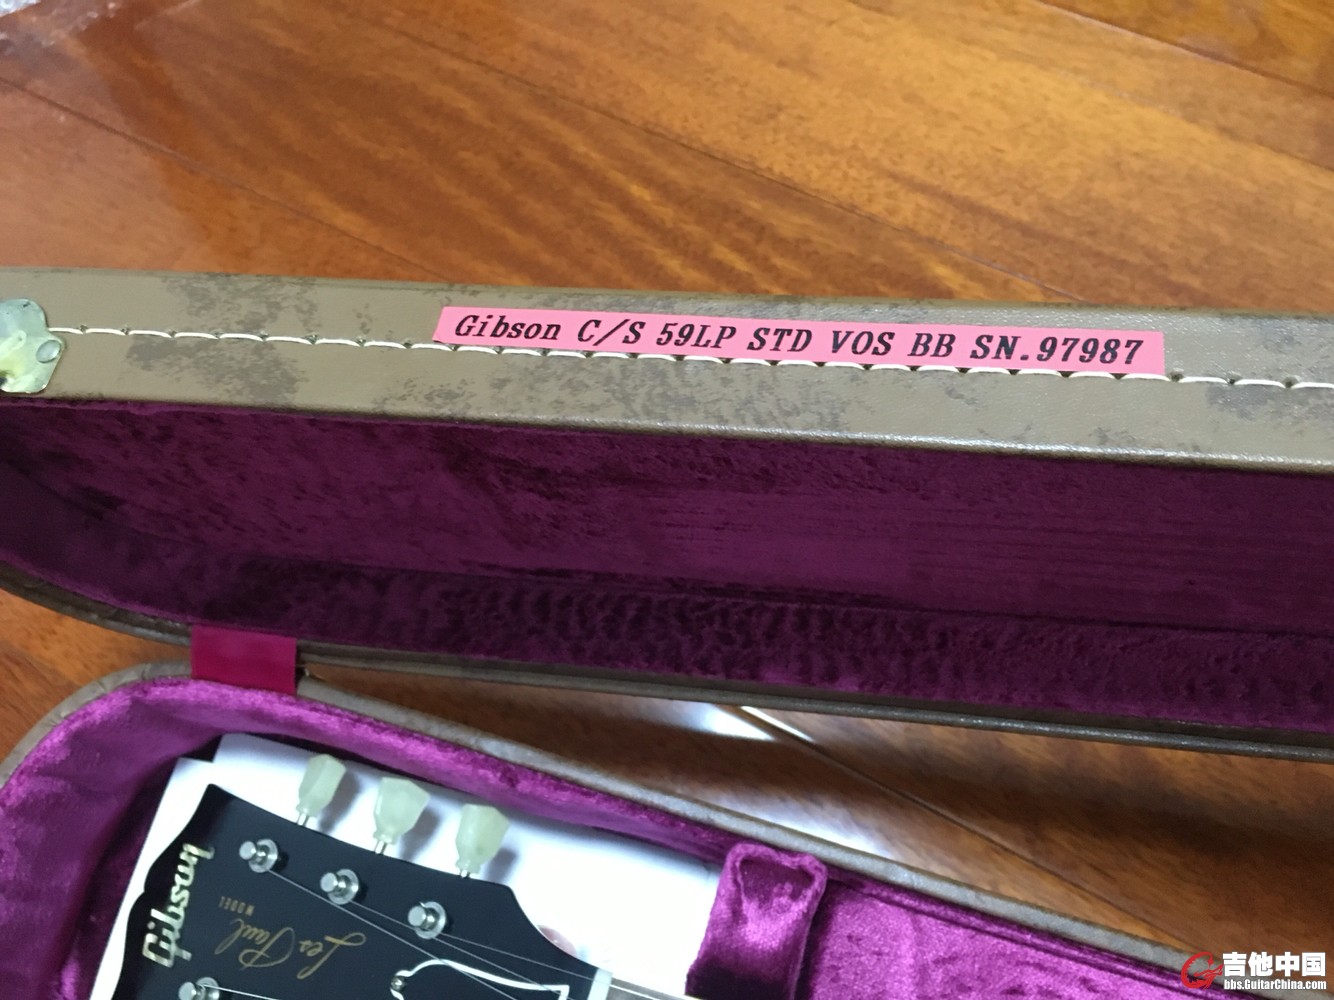 Gibson C/S 59LP STD VOS BB SN.97987
Gibson
Les Paul
MODEL
吉他中国
bbs.GuitarChina.com